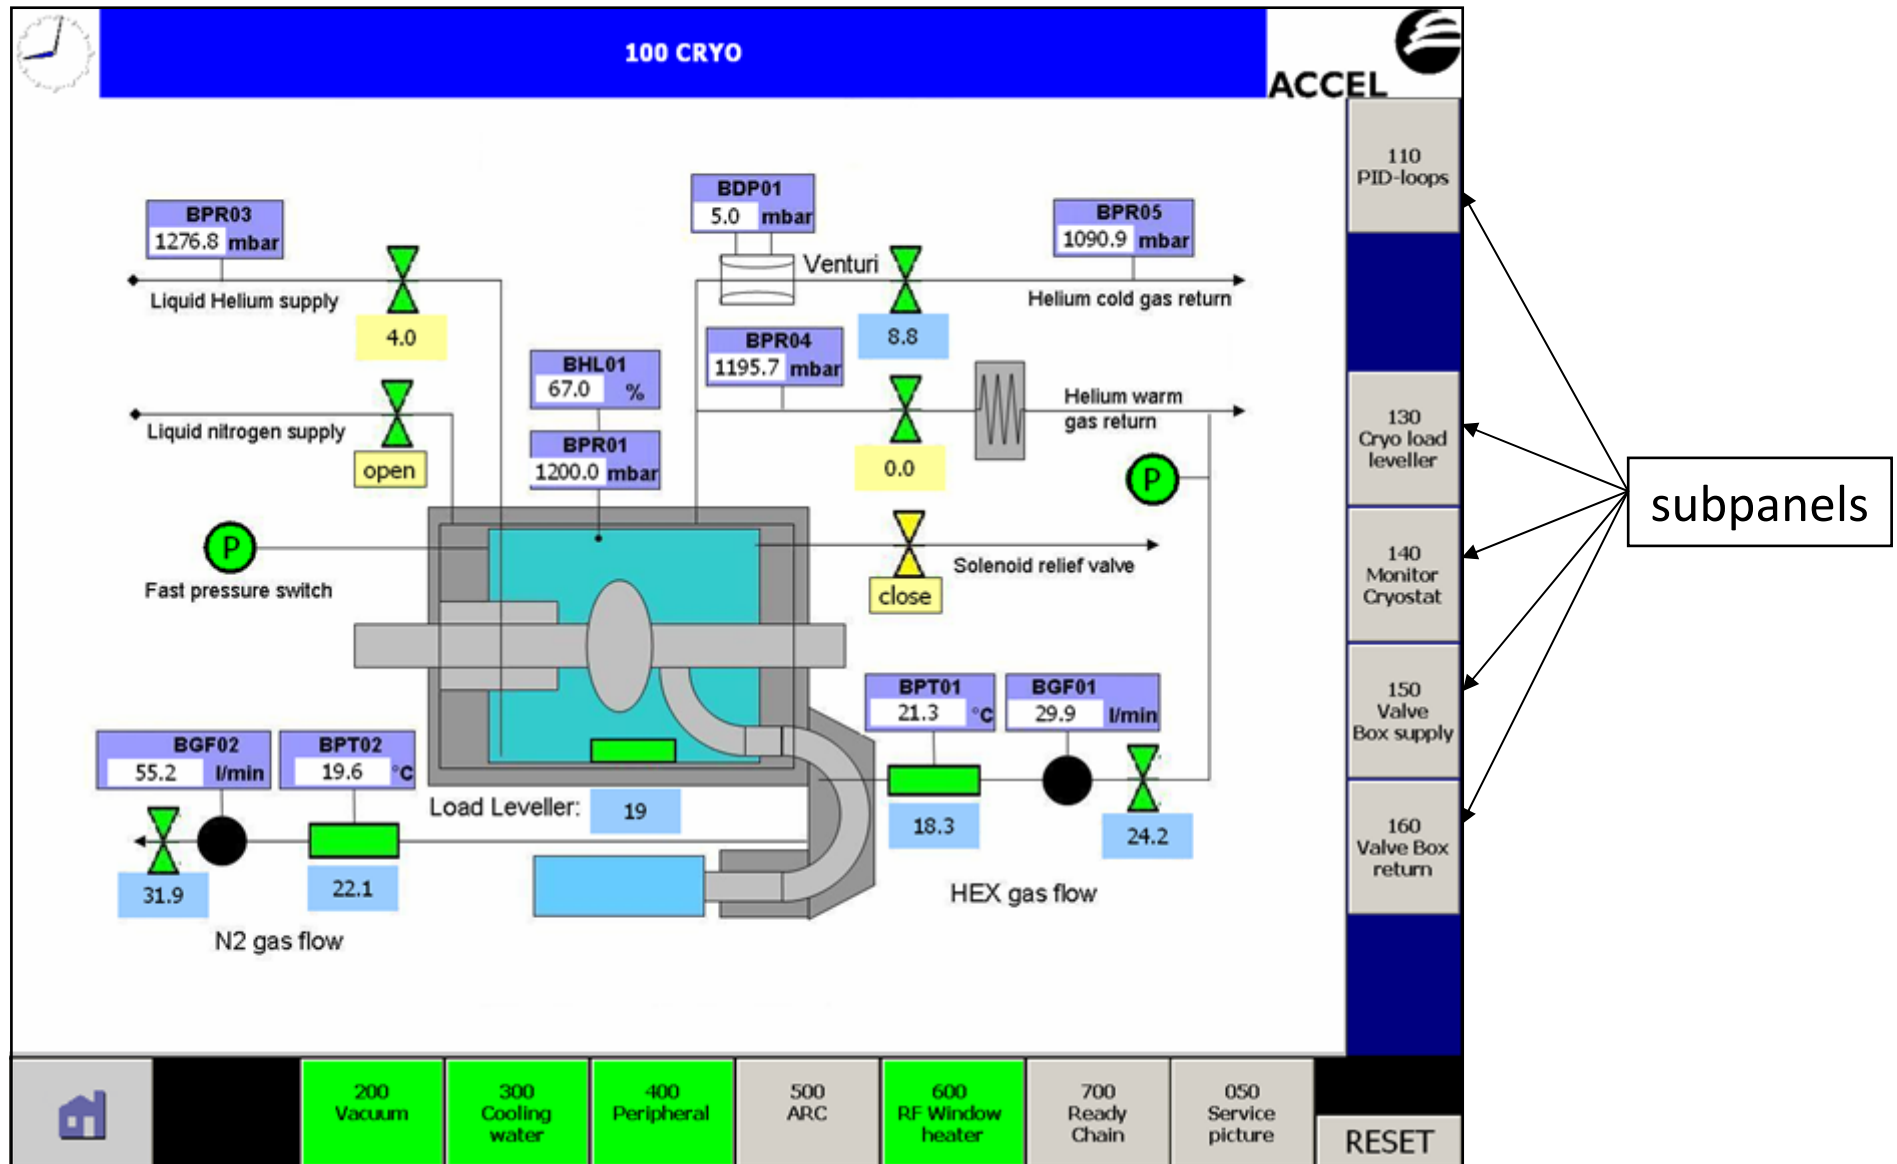 100 CRYO
ACCEL
110
PID-loops
BDP01
5.0 mbar
BPR03
1276.8 mbar
BPR05
1090.9 mbar
Venturi
Liquid Helium supply
Helium cold gas return
4.0
8.8
BPR04
1195.7 mbar
BHL01
67.0 %
Helium warm
gas return
130
Cryo load
leveller
Liquid nitrogen supply
open
BPR01
1200.0 mbar
0.0
P
subpanels
P
Fast pressure switch
Solenoid relief valve
close
140
Monitor
Cryostat
BPT01
21.3 °C
BGF01
29.9 l/min
150
Valve
Box supply
BGF02
55.2 l/min
BPT02
19.6 °C
Load Leveller: 19
18.3
24.2
160
Valve Box
return
31.9
22.1
HEX gas flow
N2 gas flow
200
Vacuum
300
Cooling
water
400
Peripheral
500
ARC
600
RF Window
heater
700
Ready
Chain
050
Service
picture
RESET